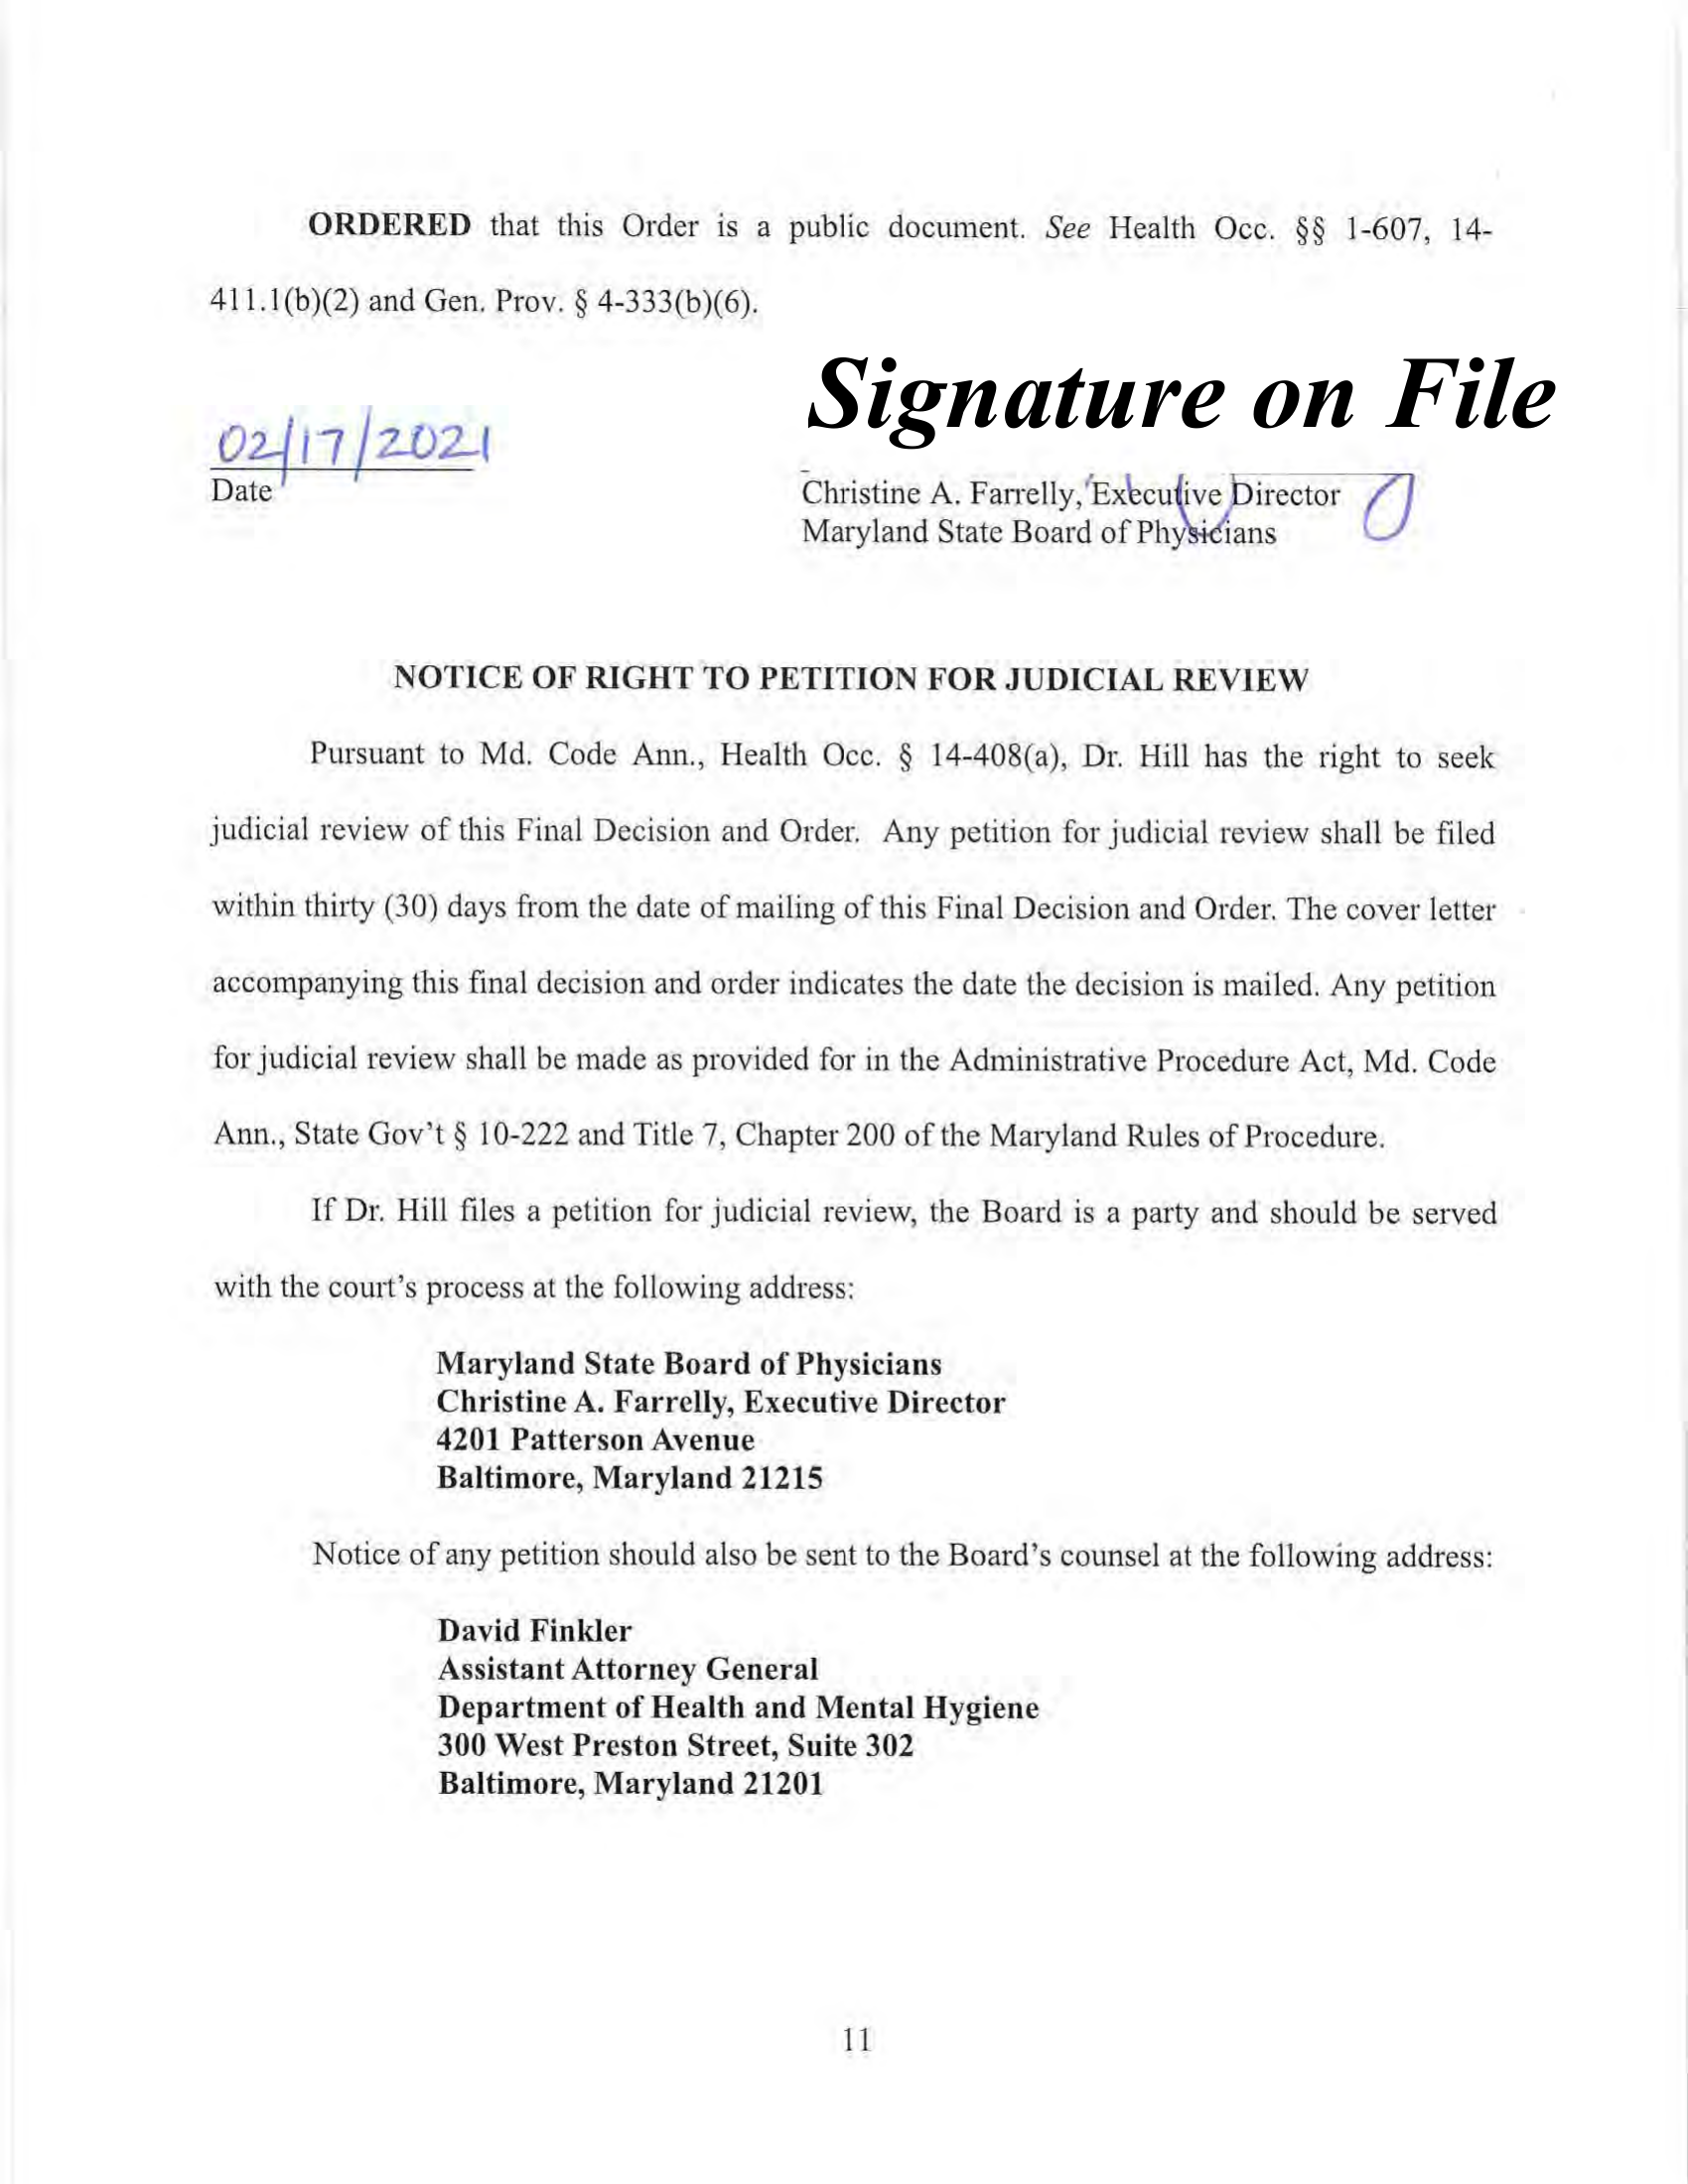 ORDERED that this Order is a public document. See Health Occ. §§ 1-607, 14-
411.1(b)(2) and Gen. Prov. § 4-333(b)(6).
Signature on File
02/17/2021
Date
Christine A. Farrelly, Executive Director
Maryland State Board of Physicians
NOTICE OF RIGHT TO PETITION FOR JUDICIAL REVIEW
Pursuant to Md. Code Ann., Health Occ. § 14-408(a), Dr. Hill has the right to seek
judicial review of this Final Decision and Order. Any petition for judicial review shall be filed
within thirty (30) days from the date of mailing of this Final Decision and Order. The cover letter
accompanying this final decision and order indicates the date the decision is mailed. Any petition
for judicial review shall be made as provided for in the Administrative Procedure Act, Md. Code
Ann., State Gov't § 10-222 and Title 7, Chapter 200 of the Maryland Rules of Procedure.
If Dr. Hill files a petition for judicial review, the Board is a party and should be served
with the court's process at the following address:
Maryland State Board of Physicians
Christine A. Farrelly, Executive Director
4201 Patterson Avenue
Baltimore, Maryland 21215
Notice of any petition should also be sent to the Board's counsel at the following address:
David Finkler
Assistant Attorney General
Department of Health and Mental Hygiene
300 West Preston Street, Suite 302
Baltimore, Maryland 21201
11